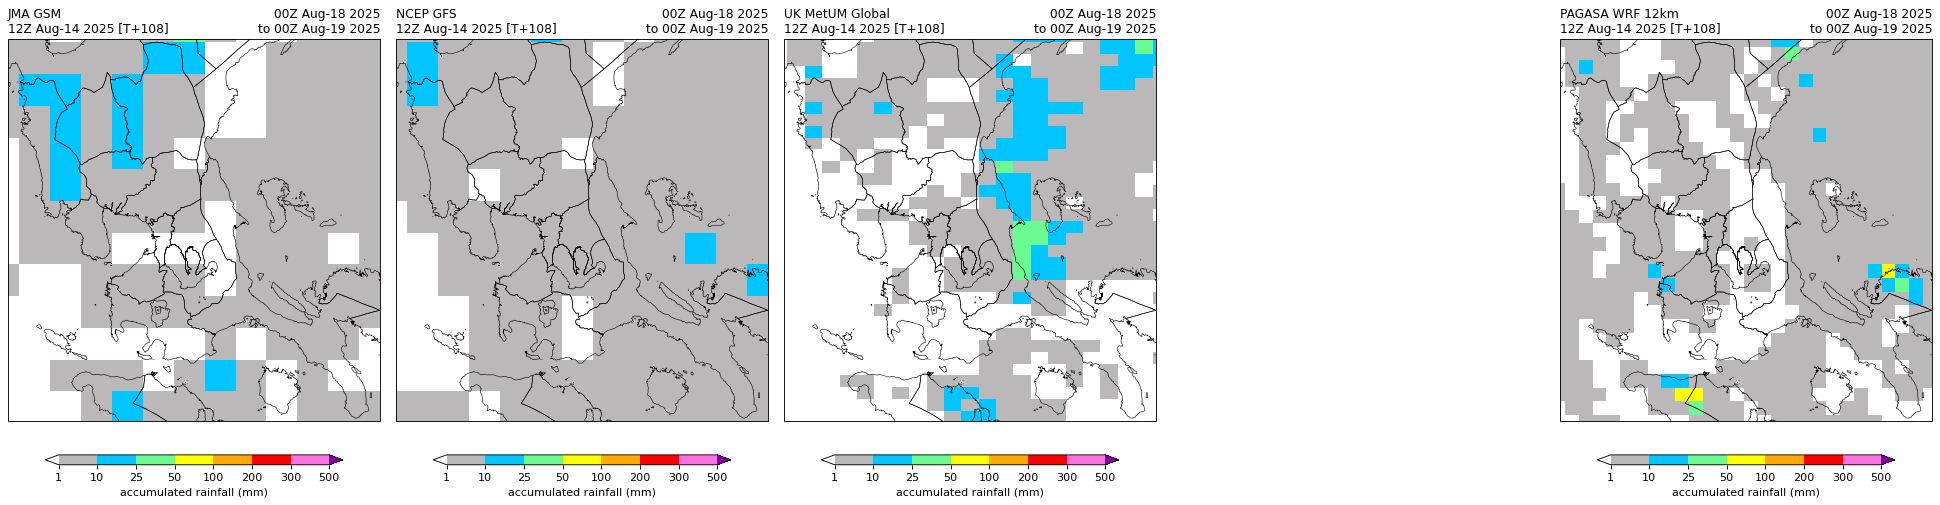 JMA GSM
00Z Aug-18 2025
12Z Aug-14 2025 [T+108]
to 00Z Aug-19 2025
1 10 25 50 100 200 300 500
accumulated rainfall (mm)
NCEP GFS
00Z Aug-18 2025
12Z Aug-14 2025 [T+108]
to 00Z Aug-19 2025
1 10 25 50 100 200 300 500
accumulated rainfall (mm)
UK MetUM Global
00Z Aug-18 2025
12Z Aug-14 2025 [T+108]
to 00Z Aug-19 2025
1 10 25 50 100 200 300 500
accumulated rainfall (mm)
PAGASA WRF 12km
00Z Aug-18 2025
12Z Aug-14 2025 [T+108]
to 00Z Aug-19 2025
1 10 25 50 100 200 300 500
accumulated rainfall (mm)